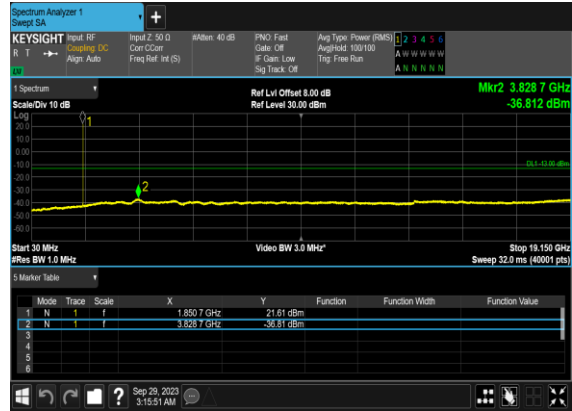 Spectrum Analyzer 1
Swept SA
+
KEYSIGHT Input: RF Input Z: 50 Ω #Atten: 40 dB PNO: Fast Avg Type: Power (RMS) 1 2 3 4 5 6
R T Coupling: DC Corr CCorr Gate: Off Avg|Hold: 100/100 A W W W W W
Align: Auto Freq Ref: Int (S) IF Gain: Low Trig: Free Run
Sig Track: Off A N N N N N
1 Spectrum Ref Lvl Offset 8.00 dB Mkr2 3.828 7 GHz
Scale/Div 10 dB Ref Level 30.00 dBm -36.812 dBm
Log
1
20.0
10.0
0.00
-10.0
DL1 -13.00 dBm
-20.0
-30.0
2
-40.0
-50.0
-60.0
Start 30 MHz Video BW 3.0 MHz* Stop 19.150 GHz
#Res BW 1.0 MHz Sweep 32.0 ms (40001 pts)
5 Marker Table
Mode Trace Scale X Y Function Function Width Function Value
1 N 1 f 1.850 7 GHz 21.61 dBm
2 N 1 f 3.828 7 GHz -36.81 dBm
3
4
5
6
? Sep 29, 2023
3:15:51 AM